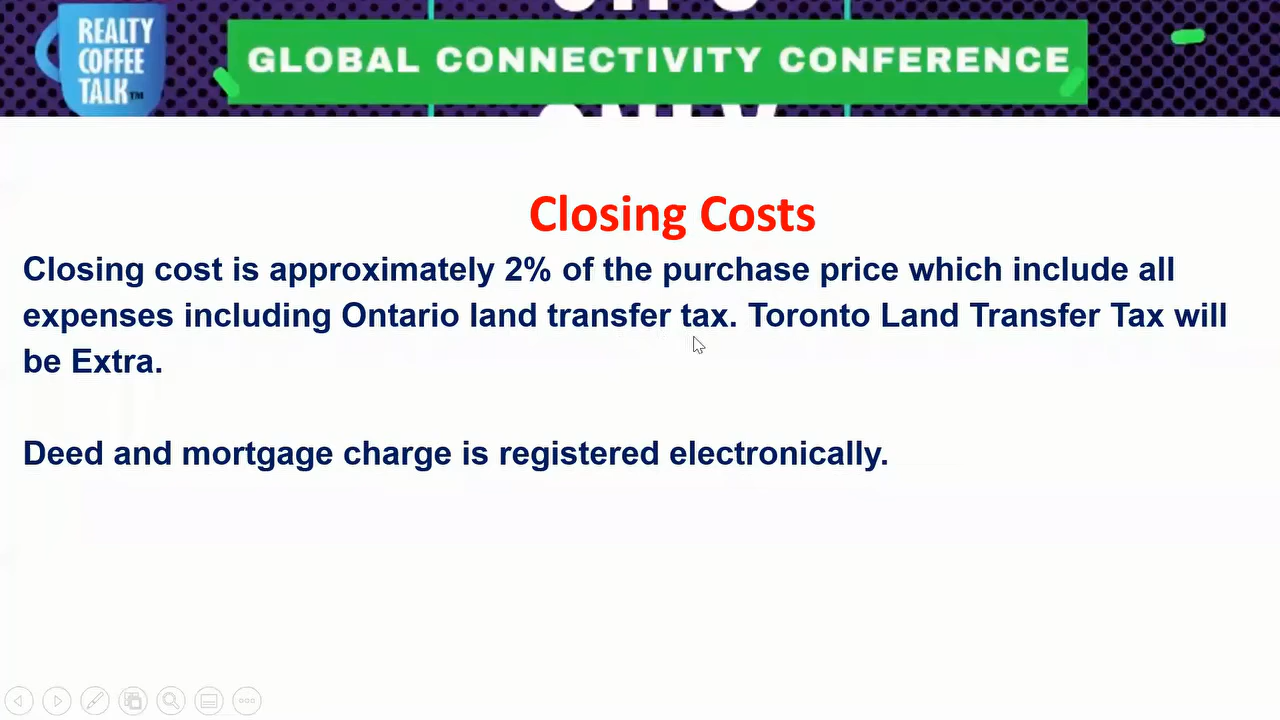 REALTY
COFFEE
TALK™
GLOBAL CONNECTIVITY CONFERENCE
Closing Costs
Closing cost is approximately 2% of the purchase price which include all
expenses including Ontario land transfer tax. Toronto Land Transfer Tax will
be Extra.
Deed and mortgage charge is registered electronically.